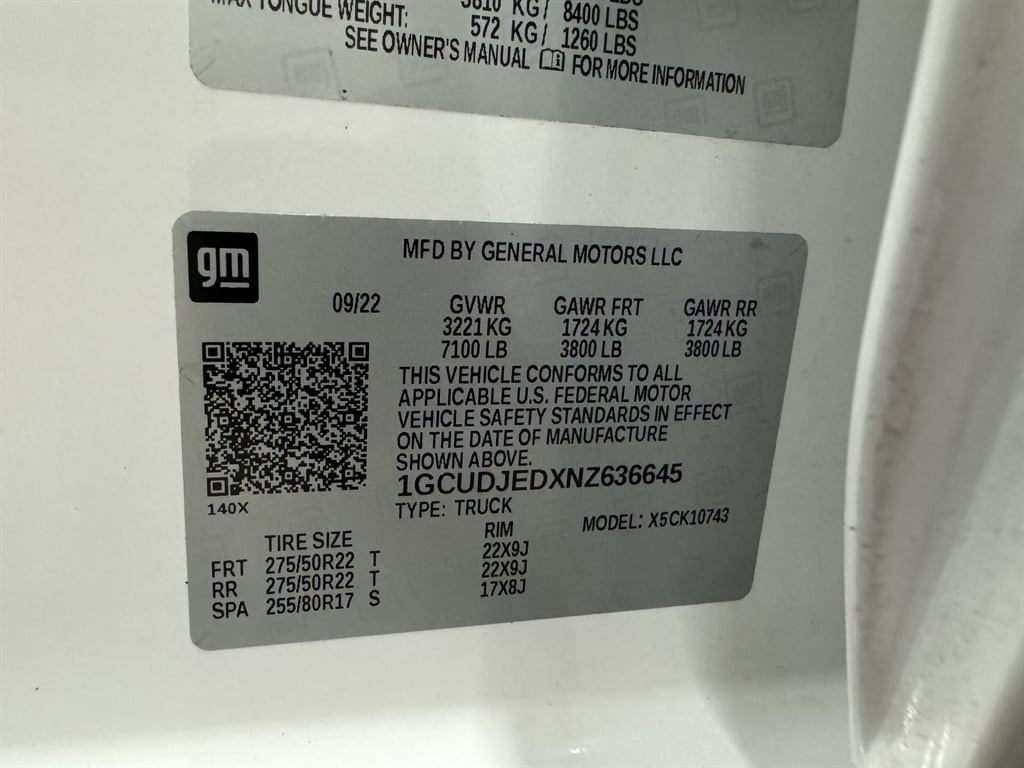 MAX TONGUE WEIGHT:
3810 KG / 8400 LBS
572 KG / 1260 LBS
SEE OWNER'S MANUAL FOR MORE INFORMATION
gm
MFD BY GENERAL MOTORS LLC
09/22 GVWR GAWR FRT GAWR RR
3221 KG 1724 KG 1724 KG
7100 LB 3800 LB 3800 LB
THIS VEHICLE CONFORMS TO ALL
APPLICABLE U.S. FEDERAL MOTOR
VEHICLE SAFETY STANDARDS IN EFFECT
ON THE DATE OF MANUFACTURE
SHOWN ABOVE.
1GCUDJEDXNZ636645
140X
TYPE: TRUCK MODEL: X5CK10743
TIRE SIZE RIM
FRT 275/50R22 T 22X9J
RR 275/50R22 T 22X9J
SPA 255/80R17 S 17X8J